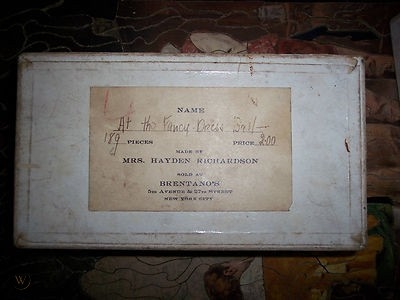 NAME
At the Fancy Dress Ball
189 PIECES PRICE 2.00
MADE BY
MRS. HAYDEN RICHARDSON
SOLD AT
BRENTANO'S
5TH AVENUE & 27TH STREET
NEW YORK CITY